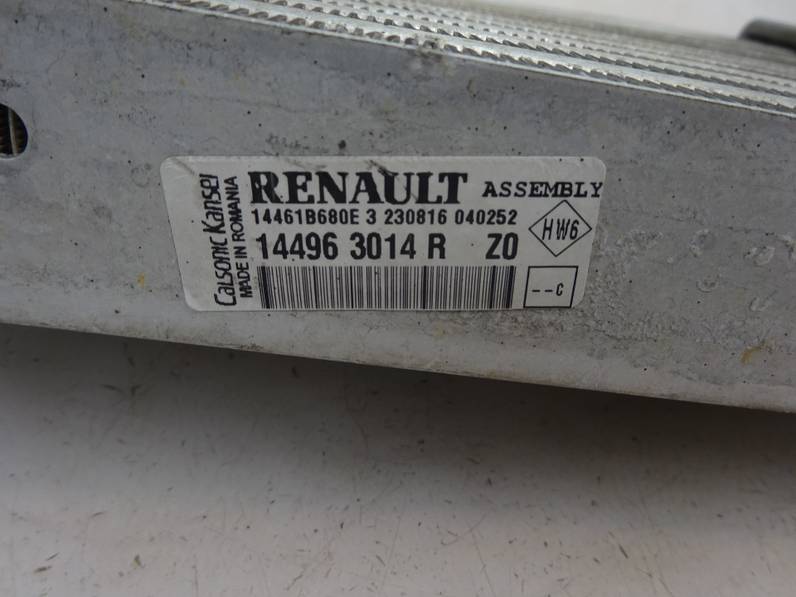 Calsonic Kansei
MADE IN ROMANIA
RENAULT ASSEMBLY
14461B680E 3 230816 040252
HW6
14496 3014 R Z0
--C